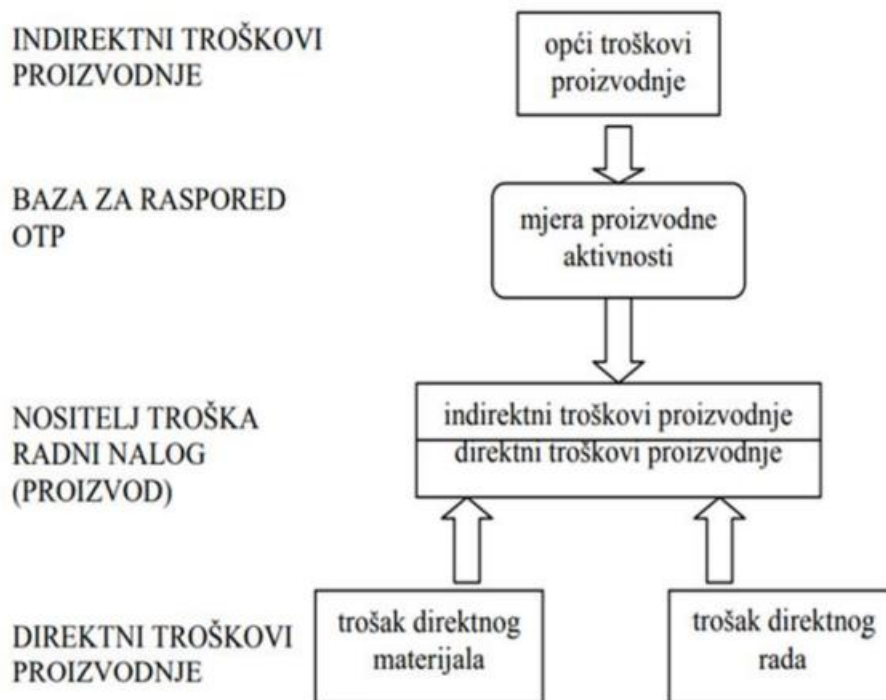 INDIREKTNI TROŠKOVI
PROIZVODNJE
opći troškovi
proizvodnje
BAZA ZA RASPORED
OTP
mjera proizvodne
aktivnosti
NOSITELJ TROŠKA
RADNI NALOG
(PROIZVOD)
indirektni troškovi proizvodnje
direktni troškovi proizvodnje
DIREKTNI TROŠKOVI
PROIZVODNJE
trošak direktnog
materijala
trošak direktnog
rada